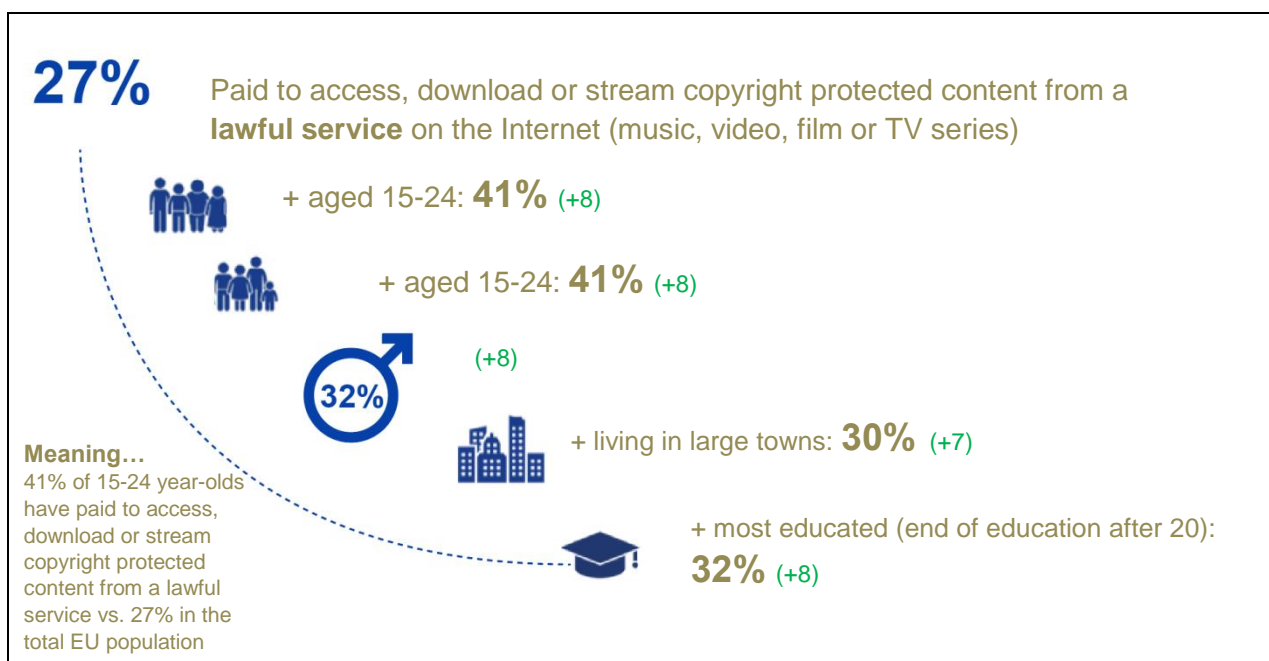 27%
Paid to access, download or stream copyright protected content from a
lawful service on the Internet (music, video, film or TV series)
+ aged 15-24: 41% (+8)
+ aged 15-24: 41% (+8)
(+8)
32%
+ living in large towns: 30% (+7)
Meaning…
41% of 15-24 year-olds
have paid to access,
download or stream
copyright protected
content from a lawful
service vs. 27% in the
total EU population
+ most educated (end of education after 20):
32% (+8)